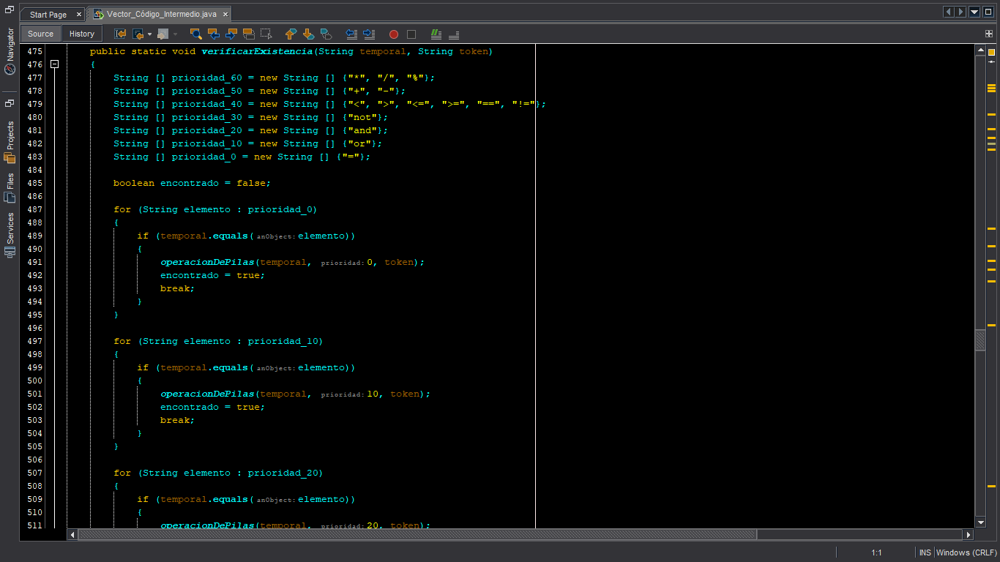 Start Page ×
Vector_Código_Intermedio.java ×
Source
History
Navigator
Projects
Files
Services
475 public static void verificarExistencia(String temporal, String token)
476 {
477 String [] prioridad_60 = new String [] {"*", "/", "%"};
478 String [] prioridad_50 = new String [] {"+", "-"};
479 String [] prioridad_40 = new String [] {"<", ">", "<=", ">=", "==", "!="};
480 String [] prioridad_30 = new String [] {"not"};
481 String [] prioridad_20 = new String [] {"and"};
482 String [] prioridad_10 = new String [] {"or"};
483 String [] prioridad_0 = new String [] {"="};
484
485 boolean encontrado = false;
486
487 for (String elemento : prioridad_0)
488 {
489 if (temporal.equals( anObject: elemento))
490 {
491 operacionDePilas(temporal, prioridad: 0, token);
492 encontrado = true;
493 break;
494 }
495 }
496
497 for (String elemento : prioridad_10)
498 {
499 if (temporal.equals( anObject: elemento))
500 {
501 operacionDePilas(temporal, prioridad: 10, token);
502 encontrado = true;
503 break;
504 }
505 }
506
507 for (String elemento : prioridad_20)
508 {
509 if (temporal.equals( anObject: elemento))
510 {
511 operacionDePilas(temporal, prioridad: 20, token);
1:1 INS Windows (CRLF)